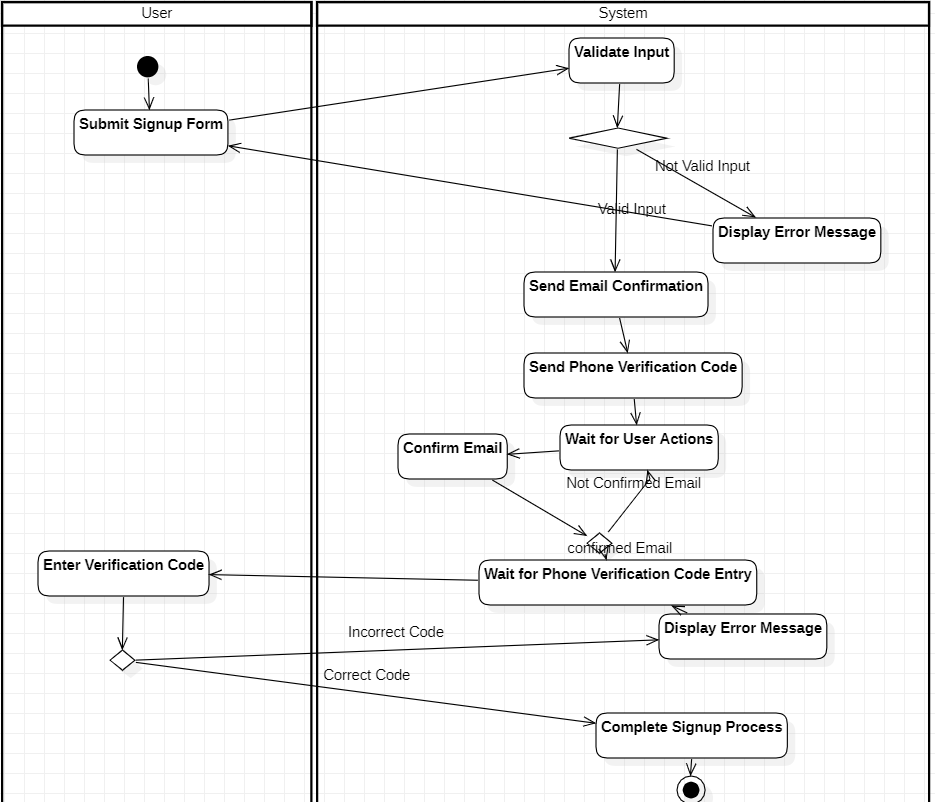 User
System
Validate Input
Submit Signup Form
Not Valid Input
Valid Input
Display Error Message
Send Email Confirmation
Send Phone Verification Code
Wait for User Actions
Confirm Email
Not Confirmed Email
confirmed Email
Enter Verification Code
Wait for Phone Verification Code Entry
Display Error Message
Incorrect Code
Correct Code
Complete Signup Process